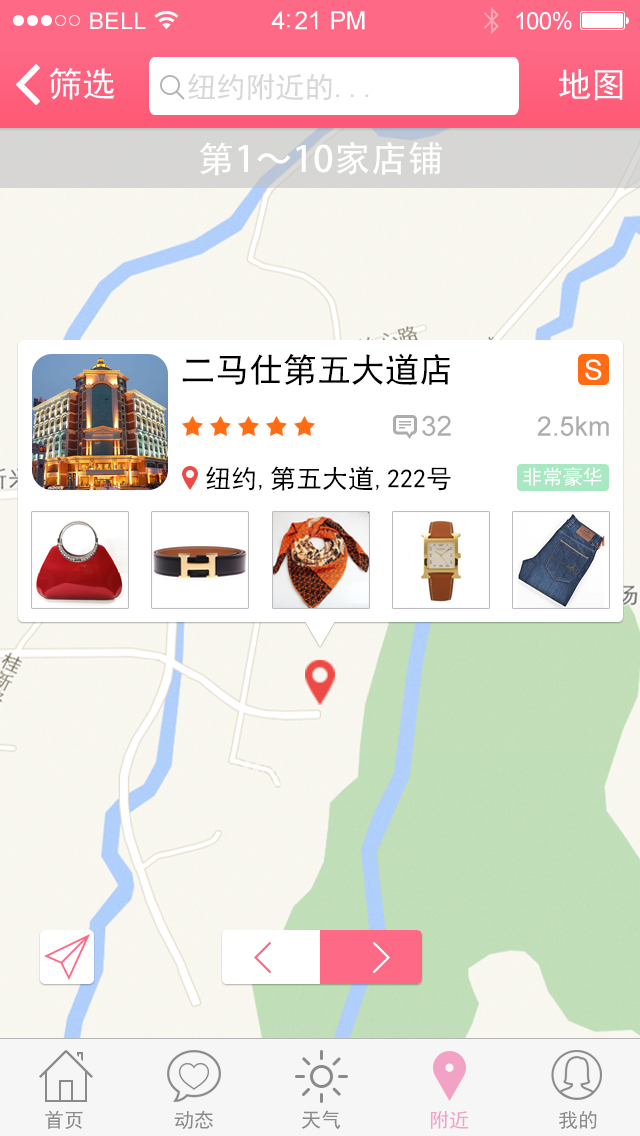 BELL 4:21 PM 100%
筛选 纽约附近的... 地图
第1～10家店铺
二马仕第五大道店 S
32 2.5km
纽约, 第五大道, 222号 非常豪华
桂新
首页 动态 天气 附近 我的